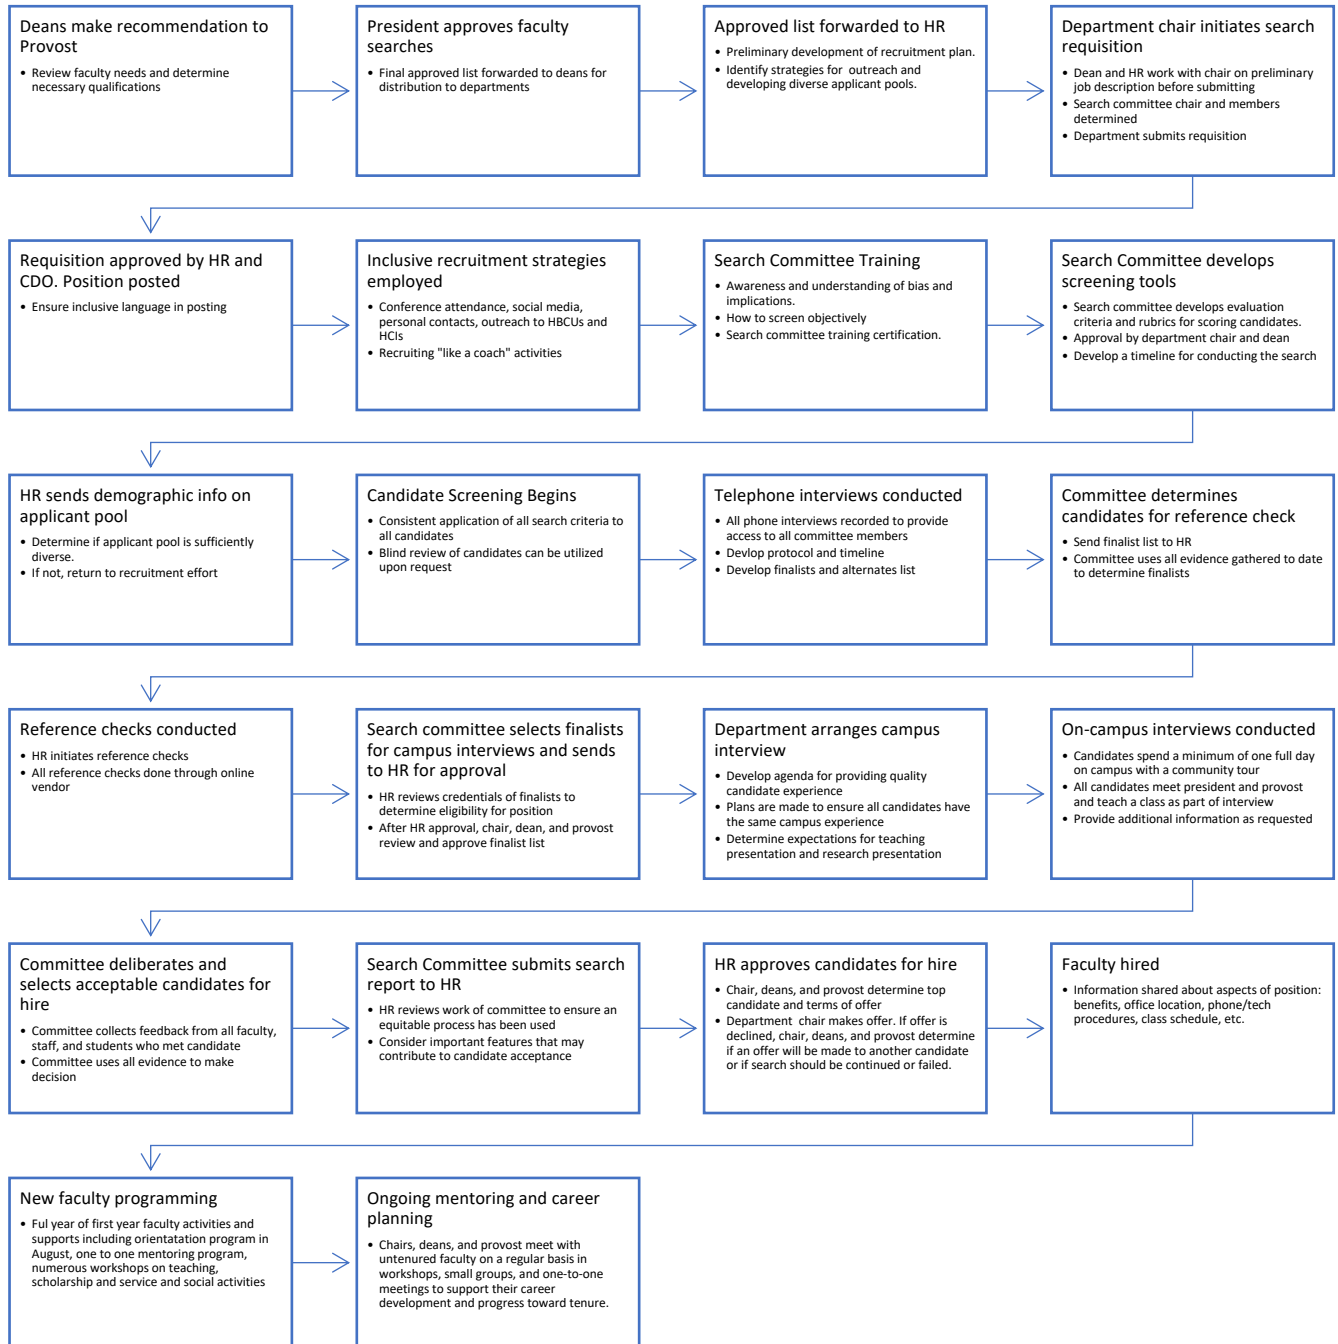 Deans make recommendation to
Provost
• Review faculty needs and determine
necessary qualifications
President approves faculty
searches
• Final approved list forwarded to deans for
distribution to departments
Approved list forwarded to HR
• Preliminary development of recruitment plan.
• Identify strategies for outreach and
developing diverse applicant pools.
Department chair initiates search
requisition
• Dean and HR work with chair on preliminary
job description before submitting
• Search committee chair and members
determined
• Department submits requisition
Requisition approved by HR and
CDO. Position posted
• Ensure inclusive language in posting
Inclusive recruitment strategies
employed
• Conference attendance, social media,
personal contacts, outreach to HBCUs and
HCIs
• Recruiting "like a coach" activities
Search Committee Training
• Awareness and understanding of bias and
implications.
• How to screen objectively
• Search committee training certification.
Search Committee develops
screening tools
• Search committee develops evaluation
criteria and rubrics for scoring candidates.
• Approval by department chair and dean
• Develop a timeline for conducting the search
HR sends demographic info on
applicant pool
• Determine if applicant pool is sufficiently
diverse.
• If not, return to recruitment effort
Candidate Screening Begins
• Consistent application of all search criteria to
all candidates
• Blind review of candidates can be utilized
upon request
Telephone interviews conducted
• All phone interviews recorded to provide
access to all committee members
• Devlop protocol and timeline
• Develop finalists and alternates list
Committee determines
candidates for reference check
• Send finalist list to HR
• Committee uses all evidence gathered to date
to determine finalists
Reference checks conducted
• HR initiates reference checks
• All reference checks done through online
vendor
Search committee selects finalists
for campus interviews and sends
to HR for approval
• HR reviews credentials of finalists to
determine eligibility for position
• After HR approval, chair, dean, and provost
review and approve finalist list
Department arranges campus
interview
• Develop agenda for providing quality
candidate experience
• Plans are made to ensure all candidates have
the same campus experience
• Determine expectations for teaching
presentation and research presentation
On-campus interviews conducted
• Candidates spend a minimum of one full day
on campus with a community tour
• All candidates meet president and provost
and teach a class as part of interview
• Provide additional information as requested
Committee deliberates and
selects acceptable candidates for
hire
• Committee collects feedback from all faculty,
staff, and students who met candidate
• Committee uses all evidence to make
decision
Search Committee submits search
report to HR
• HR reviews work of committee to ensure an
equitable process has been used
• Consider important features that may
contribute to candidate acceptance
HR approves candidates for hire
• Chair, deans, and provost determine top
candidate and terms of offer
• Department chair makes offer. If offer is
declined, chair, deans, and provost determine
if an offer will be made to another candidate
or if search should be continued or failed.
Faculty hired
• Information shared about aspects of position:
benefits, office location, phone/tech
procedures, class schedule, etc.
New faculty programming
• Ful year of first year faculty activities and
supports including orientatation program in
August, one to one mentoring program,
numerous workshops on teaching,
scholarship and service and social activities
Ongoing mentoring and career
planning
• Chairs, deans, and provost meet with
untenured faculty on a regular basis in
workshops, small groups, and one-to-one
meetings to support their career
development and progress toward tenure.